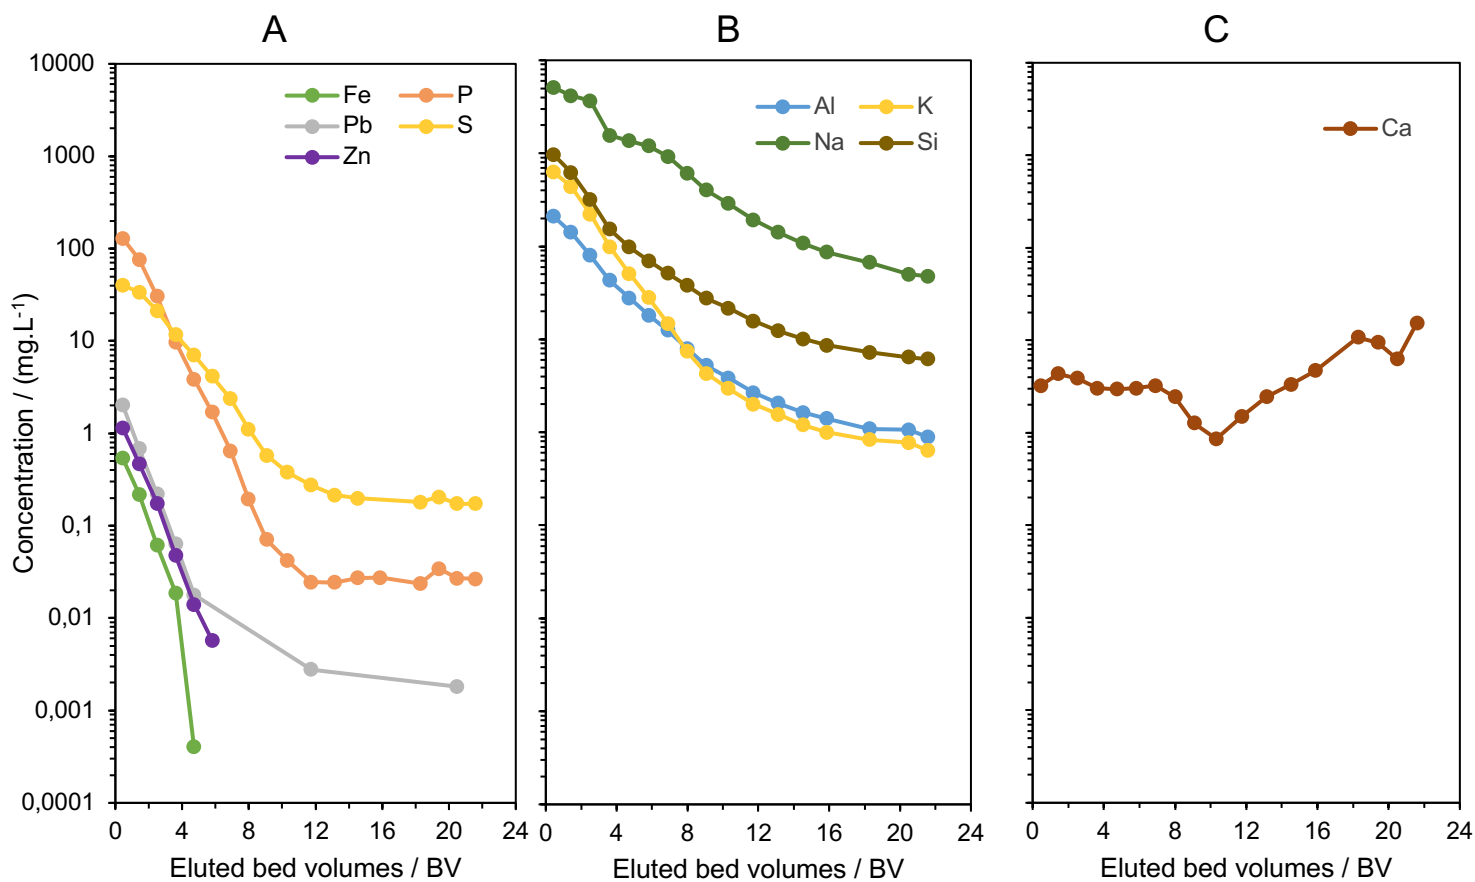 A B C
Concentration / (mg.L-1)
10000
1000
100
10
1
0,1
0,01
0,001
0,0001
Fe P
Pb S
Zn
Al K
Na Si
Ca
0 4 8 12 16 20 24
0 4 8 12 16 20 24
0 4 8 12 16 20 24
Eluted bed volumes / BV
Eluted bed volumes / BV
Eluted bed volumes / BV